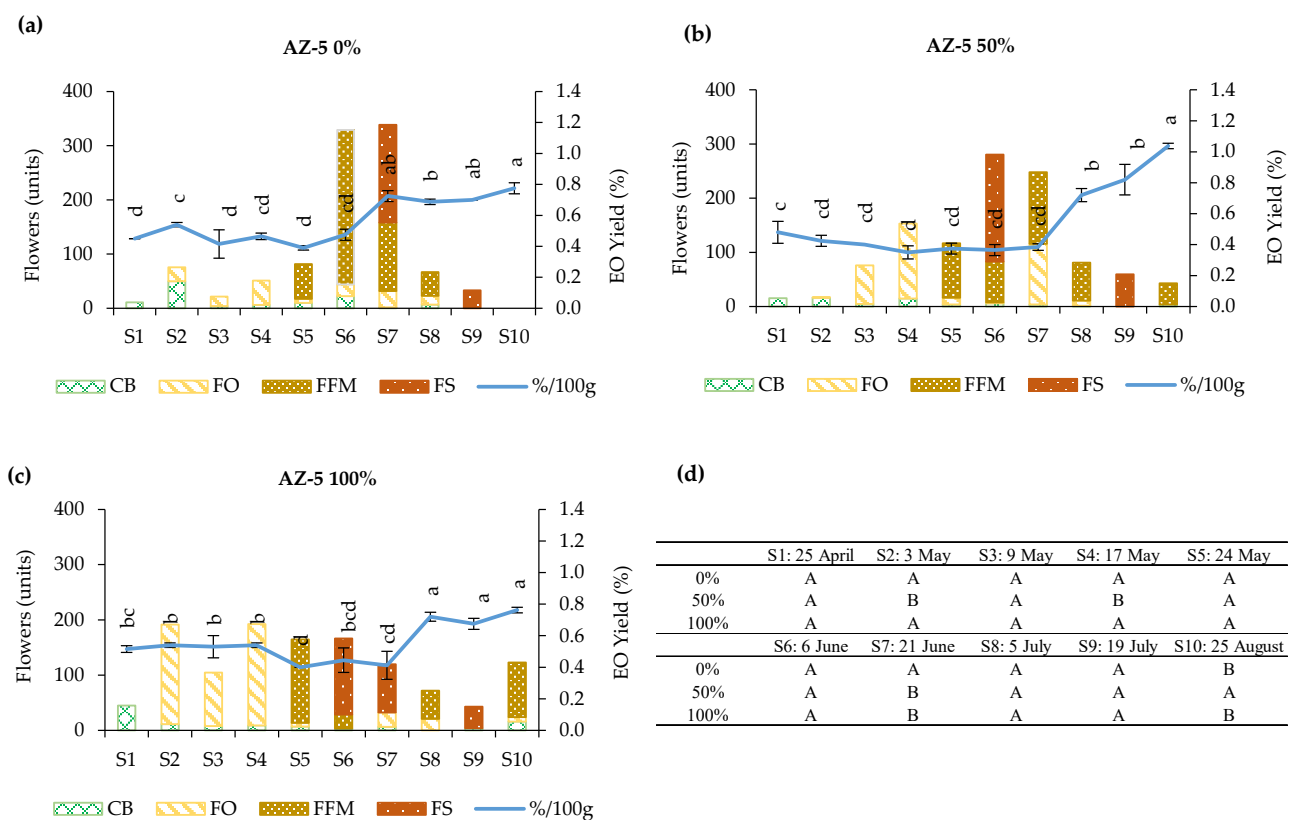 (a)
AZ-5 0%
Flowers (units)
400
300
200
100
0
1.4
1.2
1.0
0.8
0.6
0.4
0.2
0.0
EO Yield (%)
d c d cd d cd ab b ab a
S1 S2 S3 S4 S5 S6 S7 S8 S9 S10
CB FO FFM FS %/100g
(b)
AZ-5 50%
Flowers (units)
400
300
200
100
0
1.4
1.2
1.0
0.8
0.6
0.4
0.2
0.0
EO Yield (%)
c cd cd d cd cd cd b b a
S1 S2 S3 S4 S5 S6 S7 S8 S9 S10
CB FO FFM FS %/100g
(c)
AZ-5 100%
Flowers (units)
400
300
200
100
0
1.4
1.2
1.0
0.8
0.6
0.4
0.2
0.0
EO Yield (%)
bc b b b d bcd cd a a a
S1 S2 S3 S4 S5 S6 S7 S8 S9 S10
CB FO FFM FS %/100g
(d)
S1: 25 April S2: 3 May S3: 9 May S4: 17 May S5: 24 May
0% A A A A A
50% A B A B A
100% A A A A A
S6: 6 June S7: 21 June S8: 5 July S9: 19 July S10: 25 August
0% A A A A B
50% A B A A A
100% A B A A B